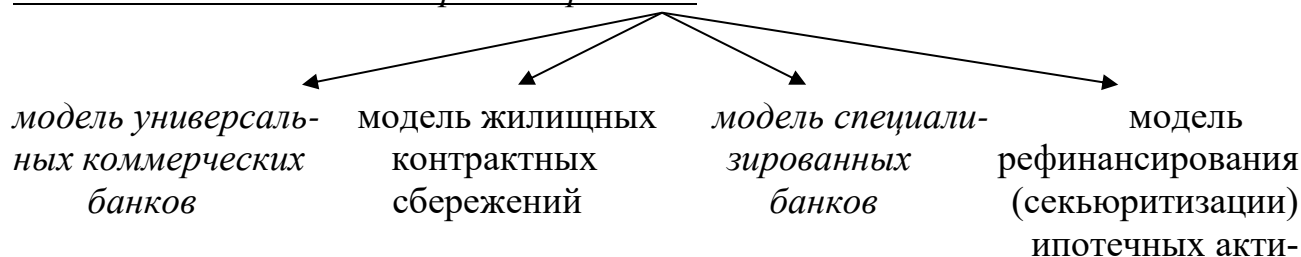 модель универсаль-
ных коммерческих
банков
модель жилищных
контрактных
сбережений
модель специали-
зированных
банков
модель
рефинансирования
(секьюритизации)
ипотечных акти-